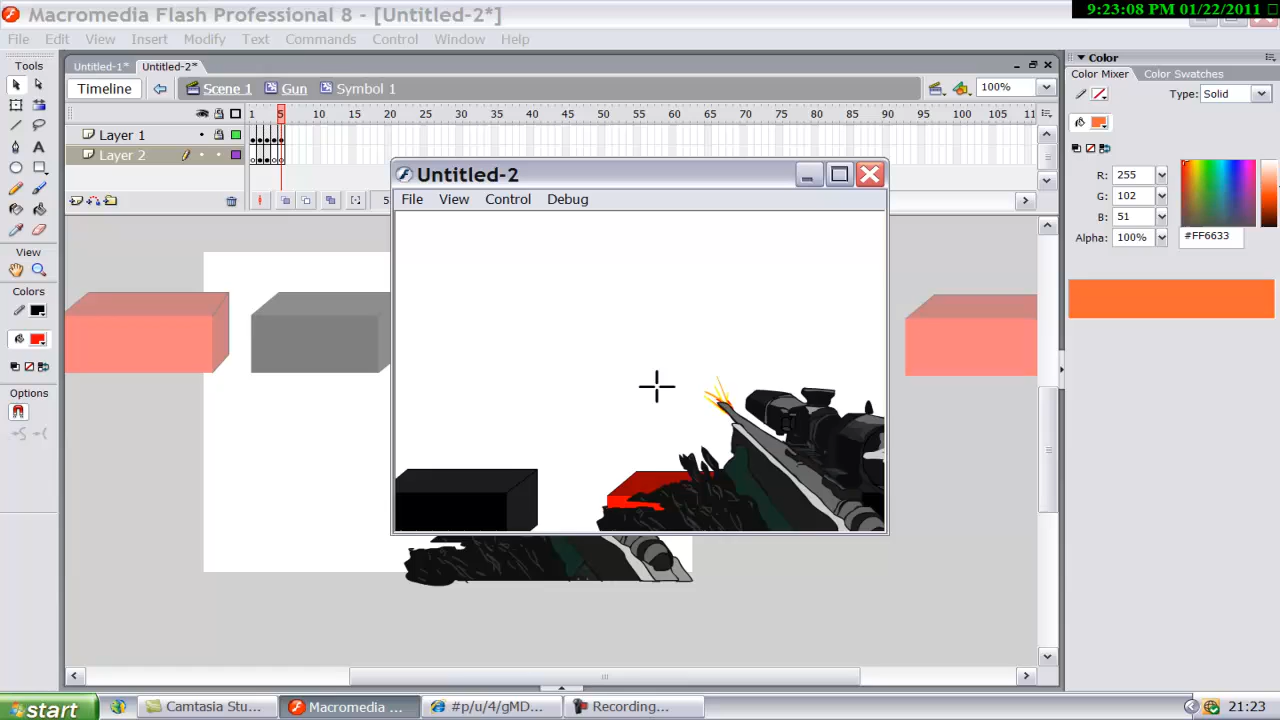 Macromedia Flash Professional 8 - [Untitled-2*]
9:23:08 PM 01/22/2011
File Edit View Insert Modify Text Commands Control Window Help
Tools
View
Colors
Options
Untitled-1* Untitled-2*
Timeline Scene 1 Gun Symbol 1 100%
1 5 10 15 20 25 30 35 40 45 50 55 60 65 70 75 80 85 90 95 100 105 11
Layer 1
Layer 2
5
Untitled-2
File View Control Debug
Color
Color Mixer Color Swatches
Type: Solid
R: 255
G: 102
B: 51
Alpha: 100% #FF6633
start Camtasia Stu... Macromedia ... #p/u/4/gMD... Recording... 21:23